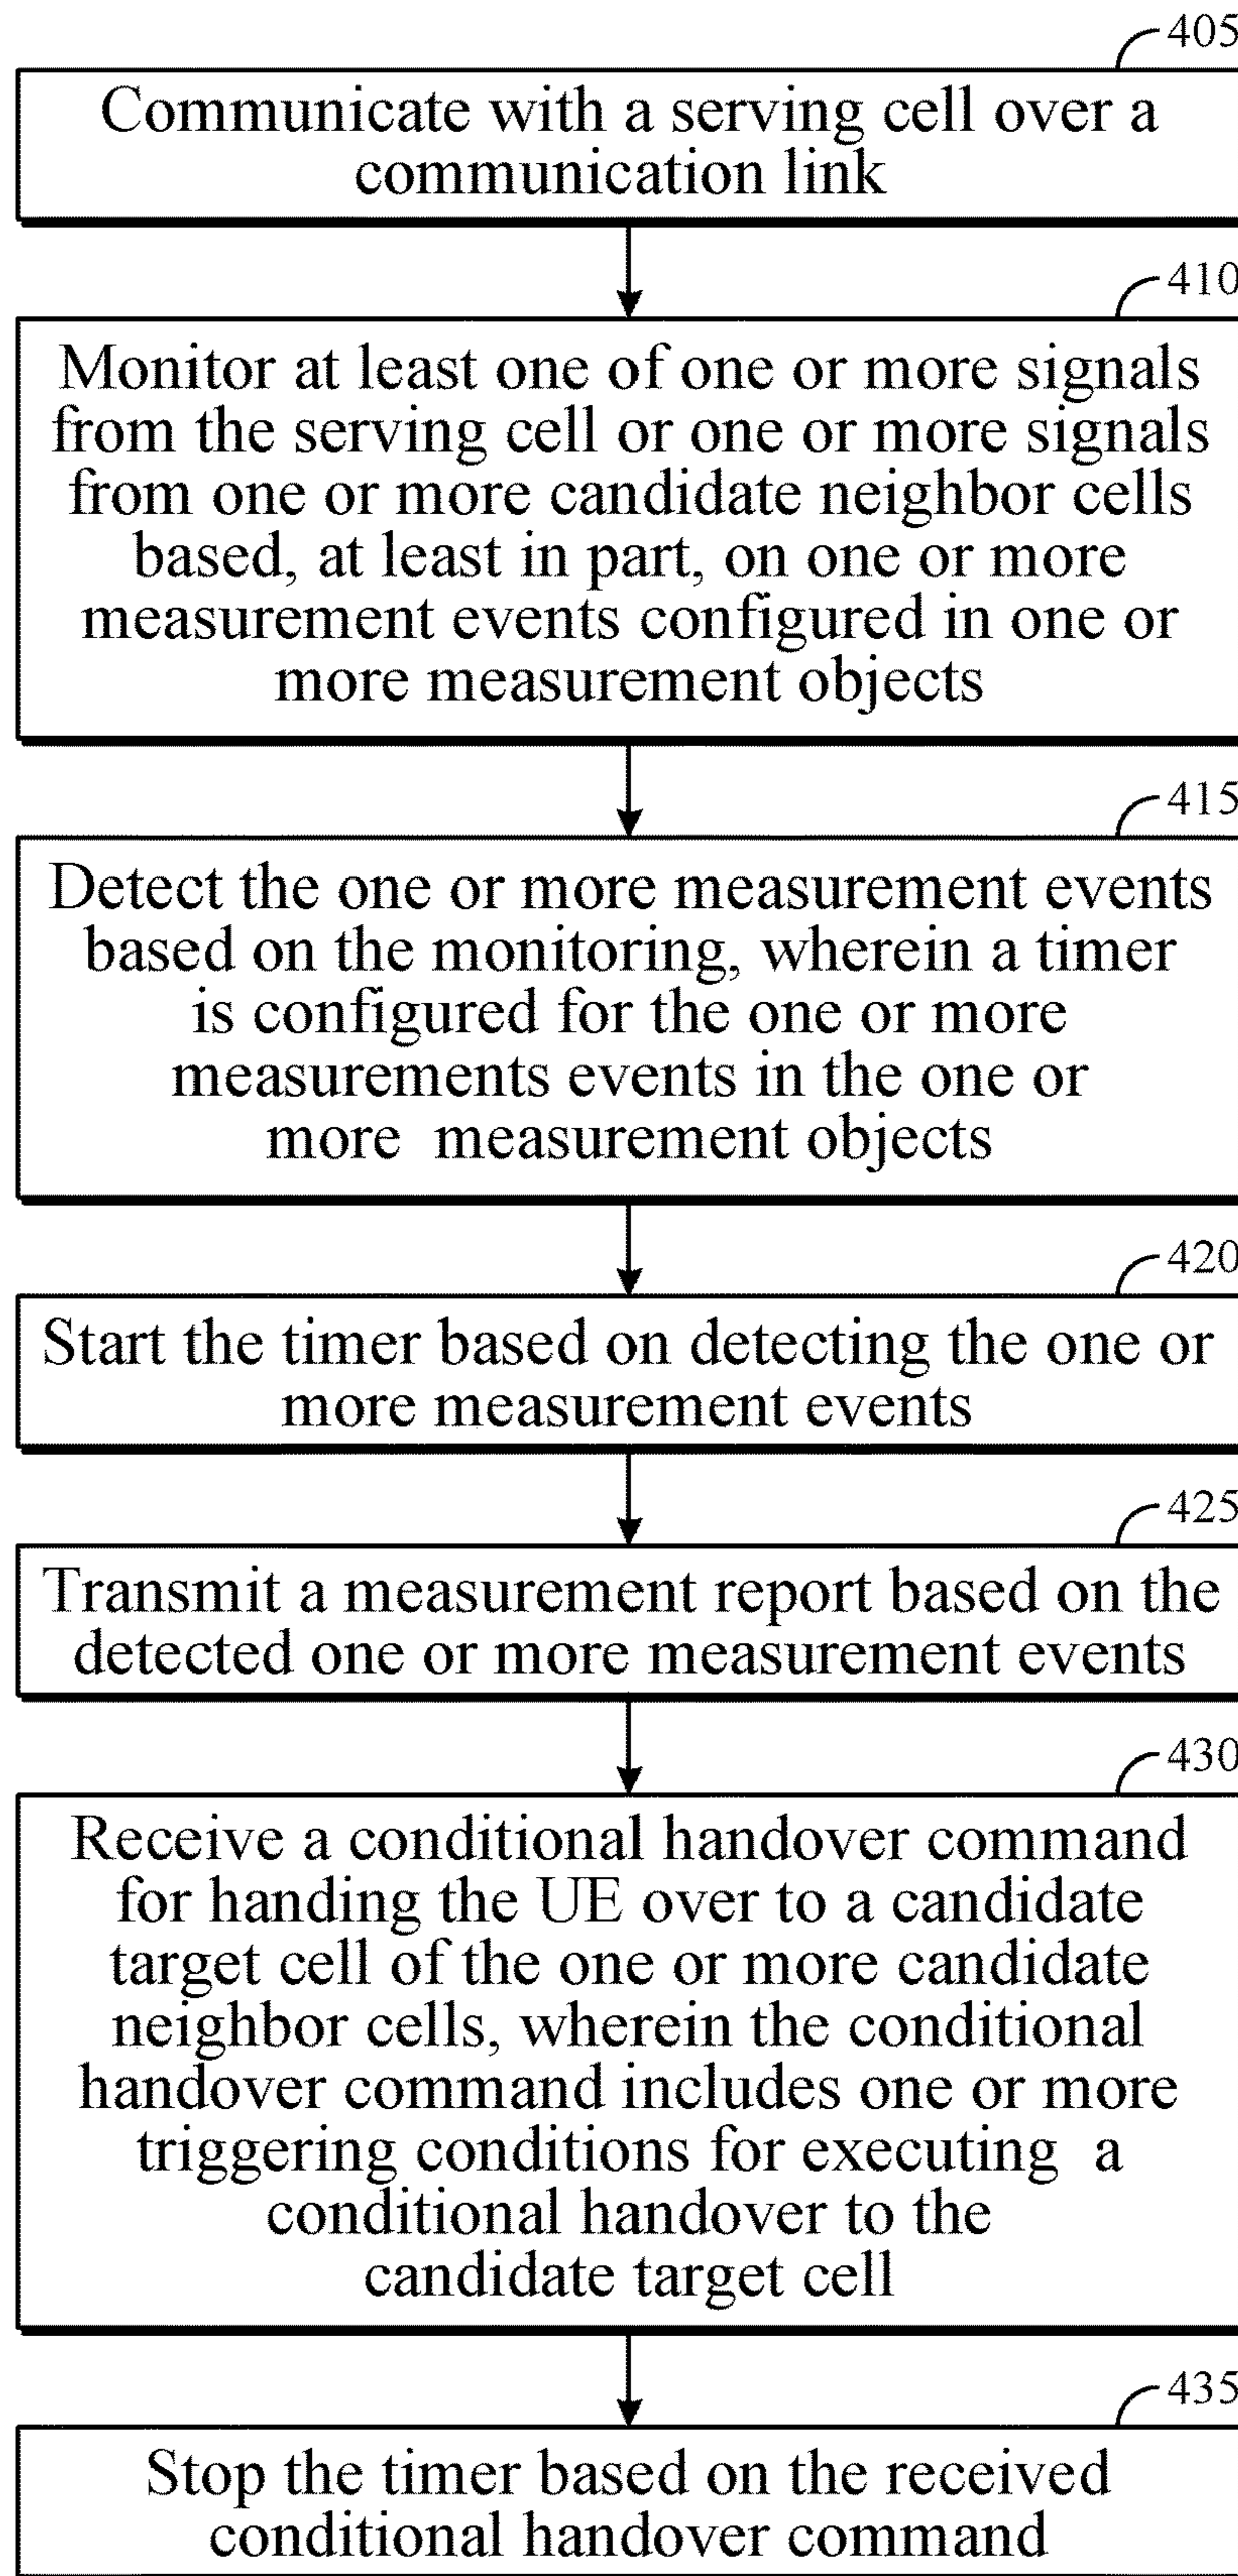 405
Communicate with a serving cell over a
communication link
410
Monitor at least one of one or more signals
from the serving cell or one or more signals
from one or more candidate neighbor cells
based, at least in part, on one or more
measurement events configured in one or
more measurement objects
415
Detect the one or more measurement events
based on the monitoring, wherein a timer
is configured for the one or more
measurements events in the one or
more measurement objects
420
Start the timer based on detecting the one or
more measurement events
425
Transmit a measurement report based on the
detected one or more measurement events
430
Receive a conditional handover command
for handing the UE over to a candidate
target cell of the one or more candidate
neighbor cells, wherein the conditional
handover command includes one or more
triggering conditions for executing a
conditional handover to the
candidate target cell
435
Stop the timer based on the received
conditional handover command